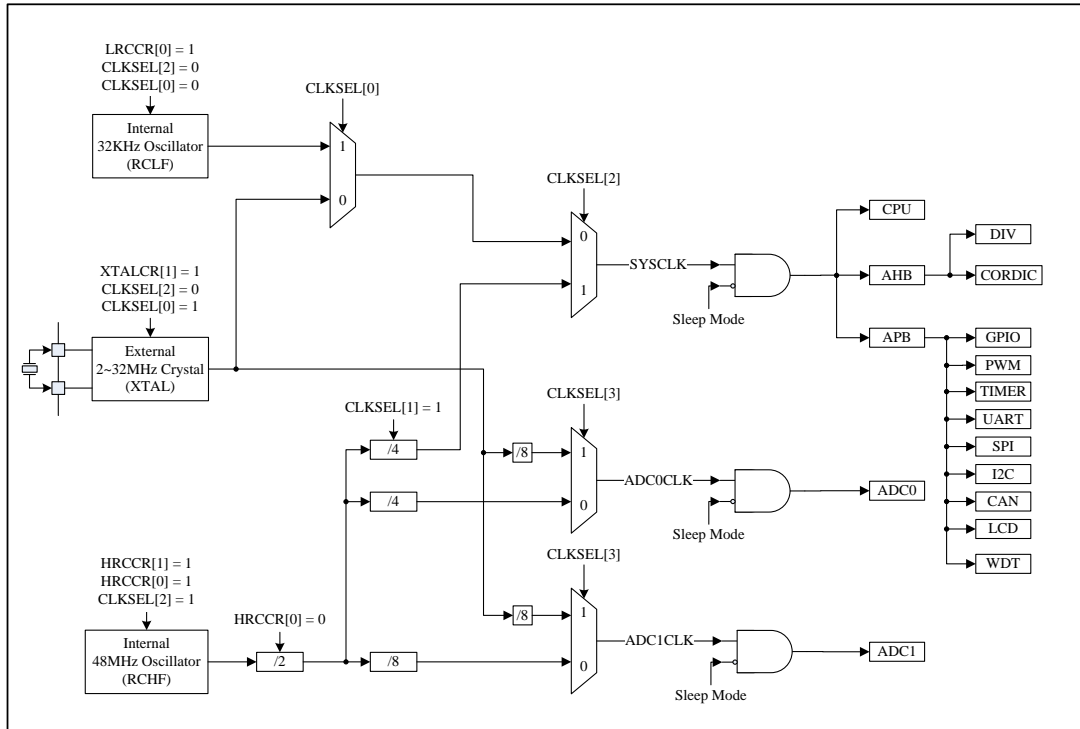 LRCCR[0] = 1
CLKSEL[2] = 0
CLKSEL[0] = 0
Internal
32KHz Oscillator
(RCLF)
CLKSEL[0]
1
0
XTALCR[1] = 1
CLKSEL[2] = 0
CLKSEL[0] = 1
External
2~32MHz Crystal
(XTAL)
CLKSEL[2]
0
1
SYSCLK
Sleep Mode
CPU
AHB
DIV
CORDIC
APB
GPIO
PWM
TIMER
UART
SPI
I2C
CAN
LCD
WDT
CLKSEL[1] = 1
/4
/4
CLKSEL[3]
/8
1
0
ADC0CLK
Sleep Mode
ADC0
HRCCR[1] = 1
HRCCR[0] = 1
CLKSEL[2] = 1
Internal
48MHz Oscillator
(RCHF)
HRCCR[0] = 0
/2
/8
CLKSEL[3]
/8
1
0
ADC1CLK
Sleep Mode
ADC1